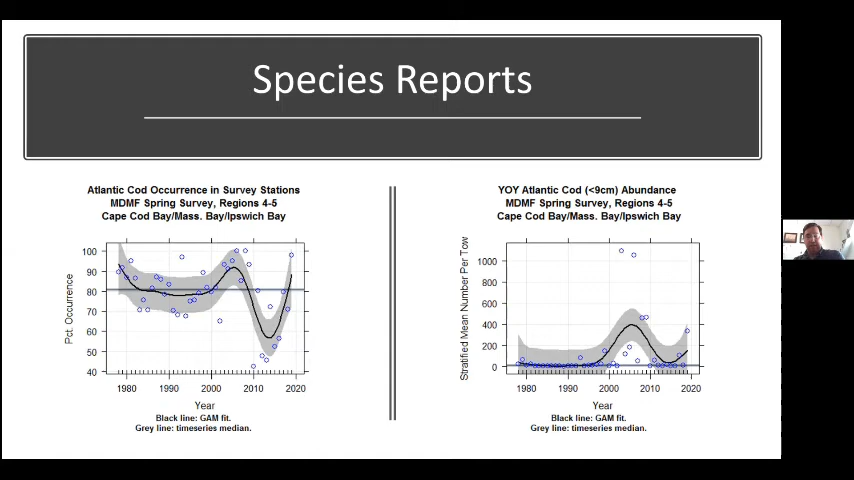 Species Reports
Atlantic Cod Occurrence in Survey Stations
MDMF Spring Survey, Regions 4-5
Cape Cod Bay/Mass. Bay/Ipswich Bay
Pct. Occurrence
100
90
80
70
60
50
40
1980
1990
2000
2010
2020
Year
Black line: GAM fit.
Grey line: timeseries median.
YOY Atlantic Cod (<9cm) Abundance
MDMF Spring Survey, Regions 4-5
Cape Cod Bay/Mass. Bay/Ipswich Bay
Stratified Mean Number Per Tow
1000
800
600
400
200
0
1980
1990
2000
2010
2020
Year
Black line: GAM fit.
Grey line: timeseries median.